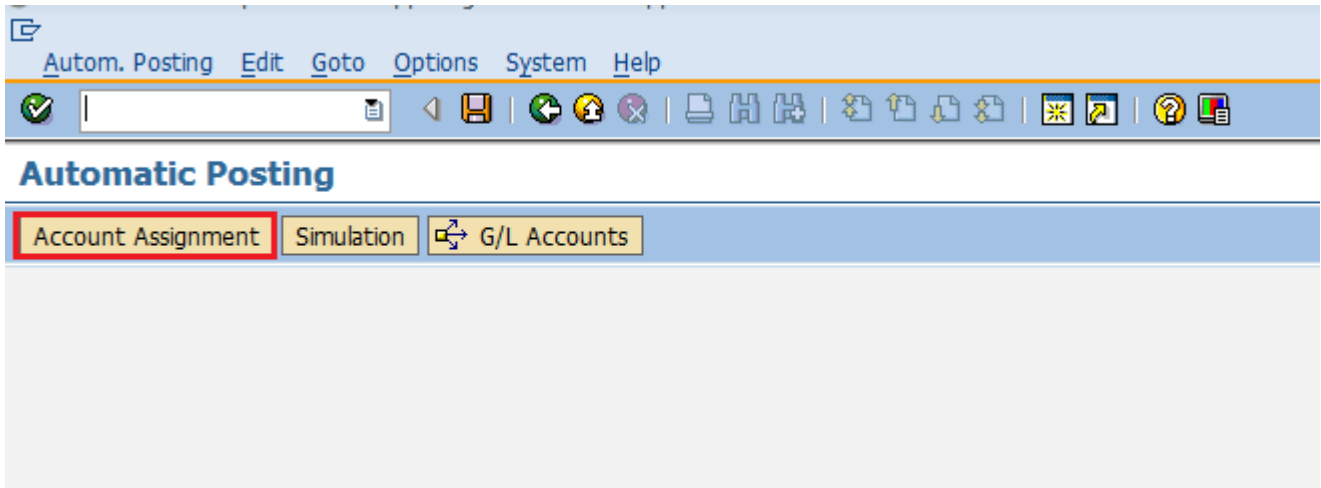 Autom. Posting Edit Goto Options System Help
Automatic Posting
Account Assignment Simulation G/L Accounts